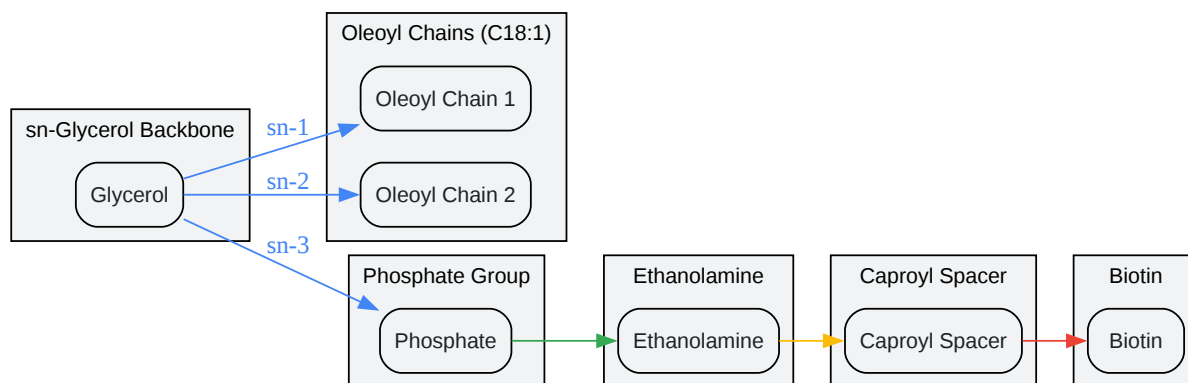 Oleoyl Chains (C18:1)
Oleoyl Chain 1
sn-Glycerol Backbone
sn-1
Glycerol
sn-2
Oleoyl Chain 2
sn-3
Phosphate Group
Ethanolamine
Caproyl Spacer
Biotin
Phosphate
Ethanolamine
Caproyl Spacer
Biotin